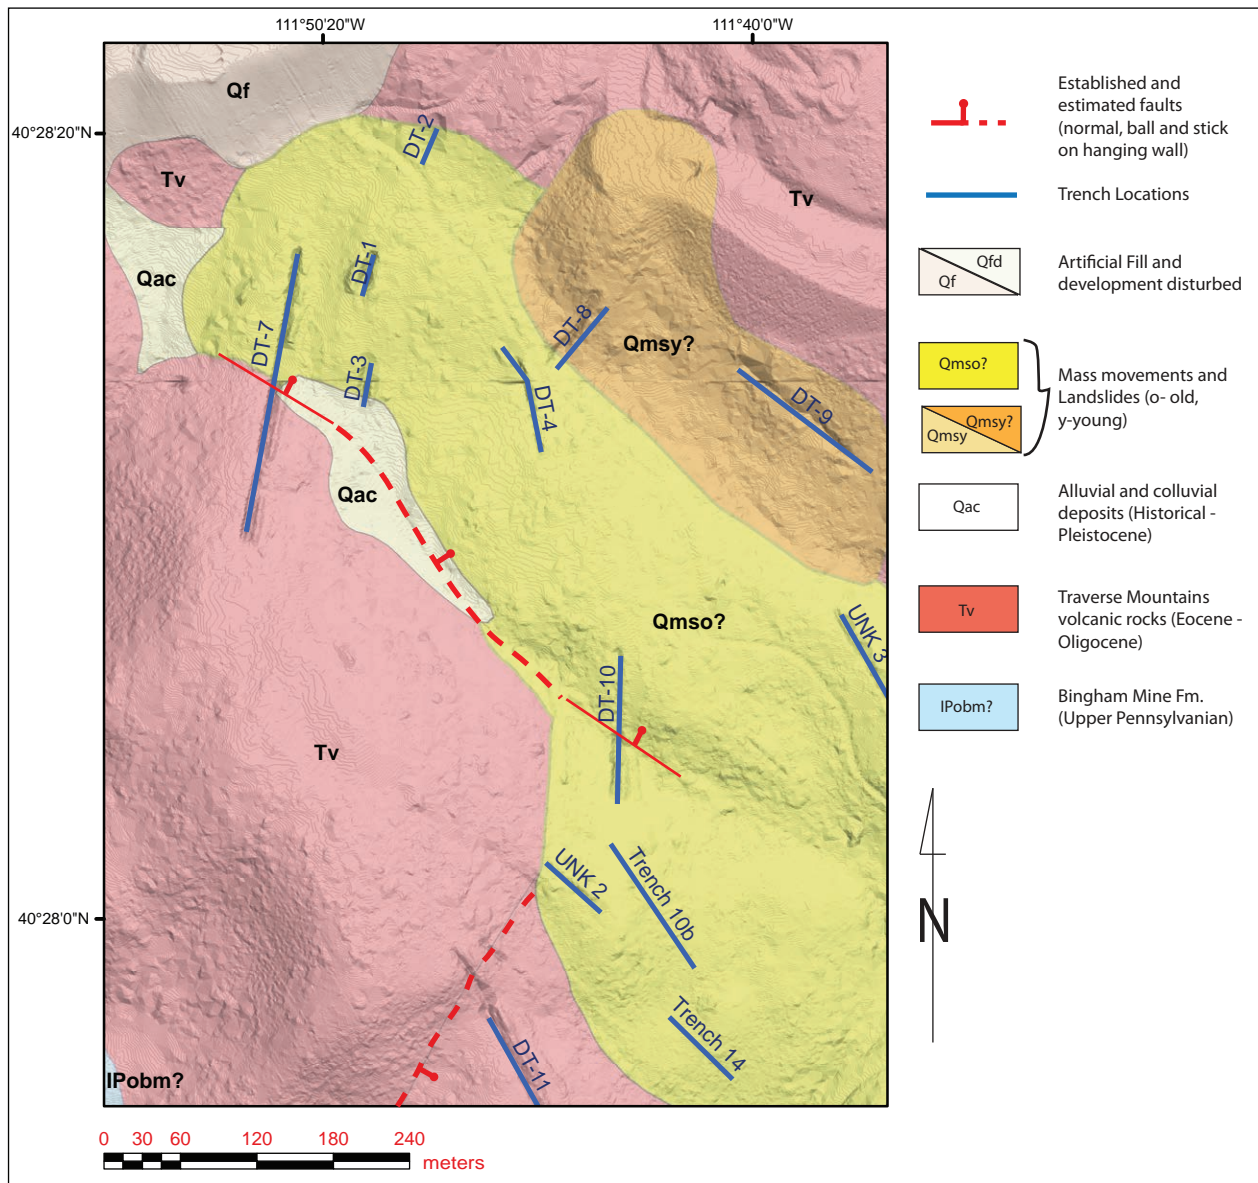 111°50'20"W
111°40'0"W
40°28'20"N
40°28'0"N
Qf
Tv
Qac
DT-2
DT-1
DT-7
DT-3
DT-8
DT-4
Qmsy?
Tv
DT-9
Qac
Qmso?
UNK 3
DT-10
Tv
UNK 2
Trench 10b
Trench 14
DT-11
IPobm?
0 30 60 120 180 240
meters
Established and
estimated faults
(normal, ball and stick
on hanging wall)
Trench Locations
Qfd
Qf
Artificial Fill and
development disturbed
Qmso?
Qmsy?
Qmsy
Mass movements and
Landslides (o- old,
y-young)
Qac
Alluvial and colluvial
deposits (Historical -
Pleistocene)
Tv
Traverse Mountains
volcanic rocks (Eocene -
Oligocene)
IPobm?
Bingham Mine Fm.
(Upper Pennsylvanian)
N